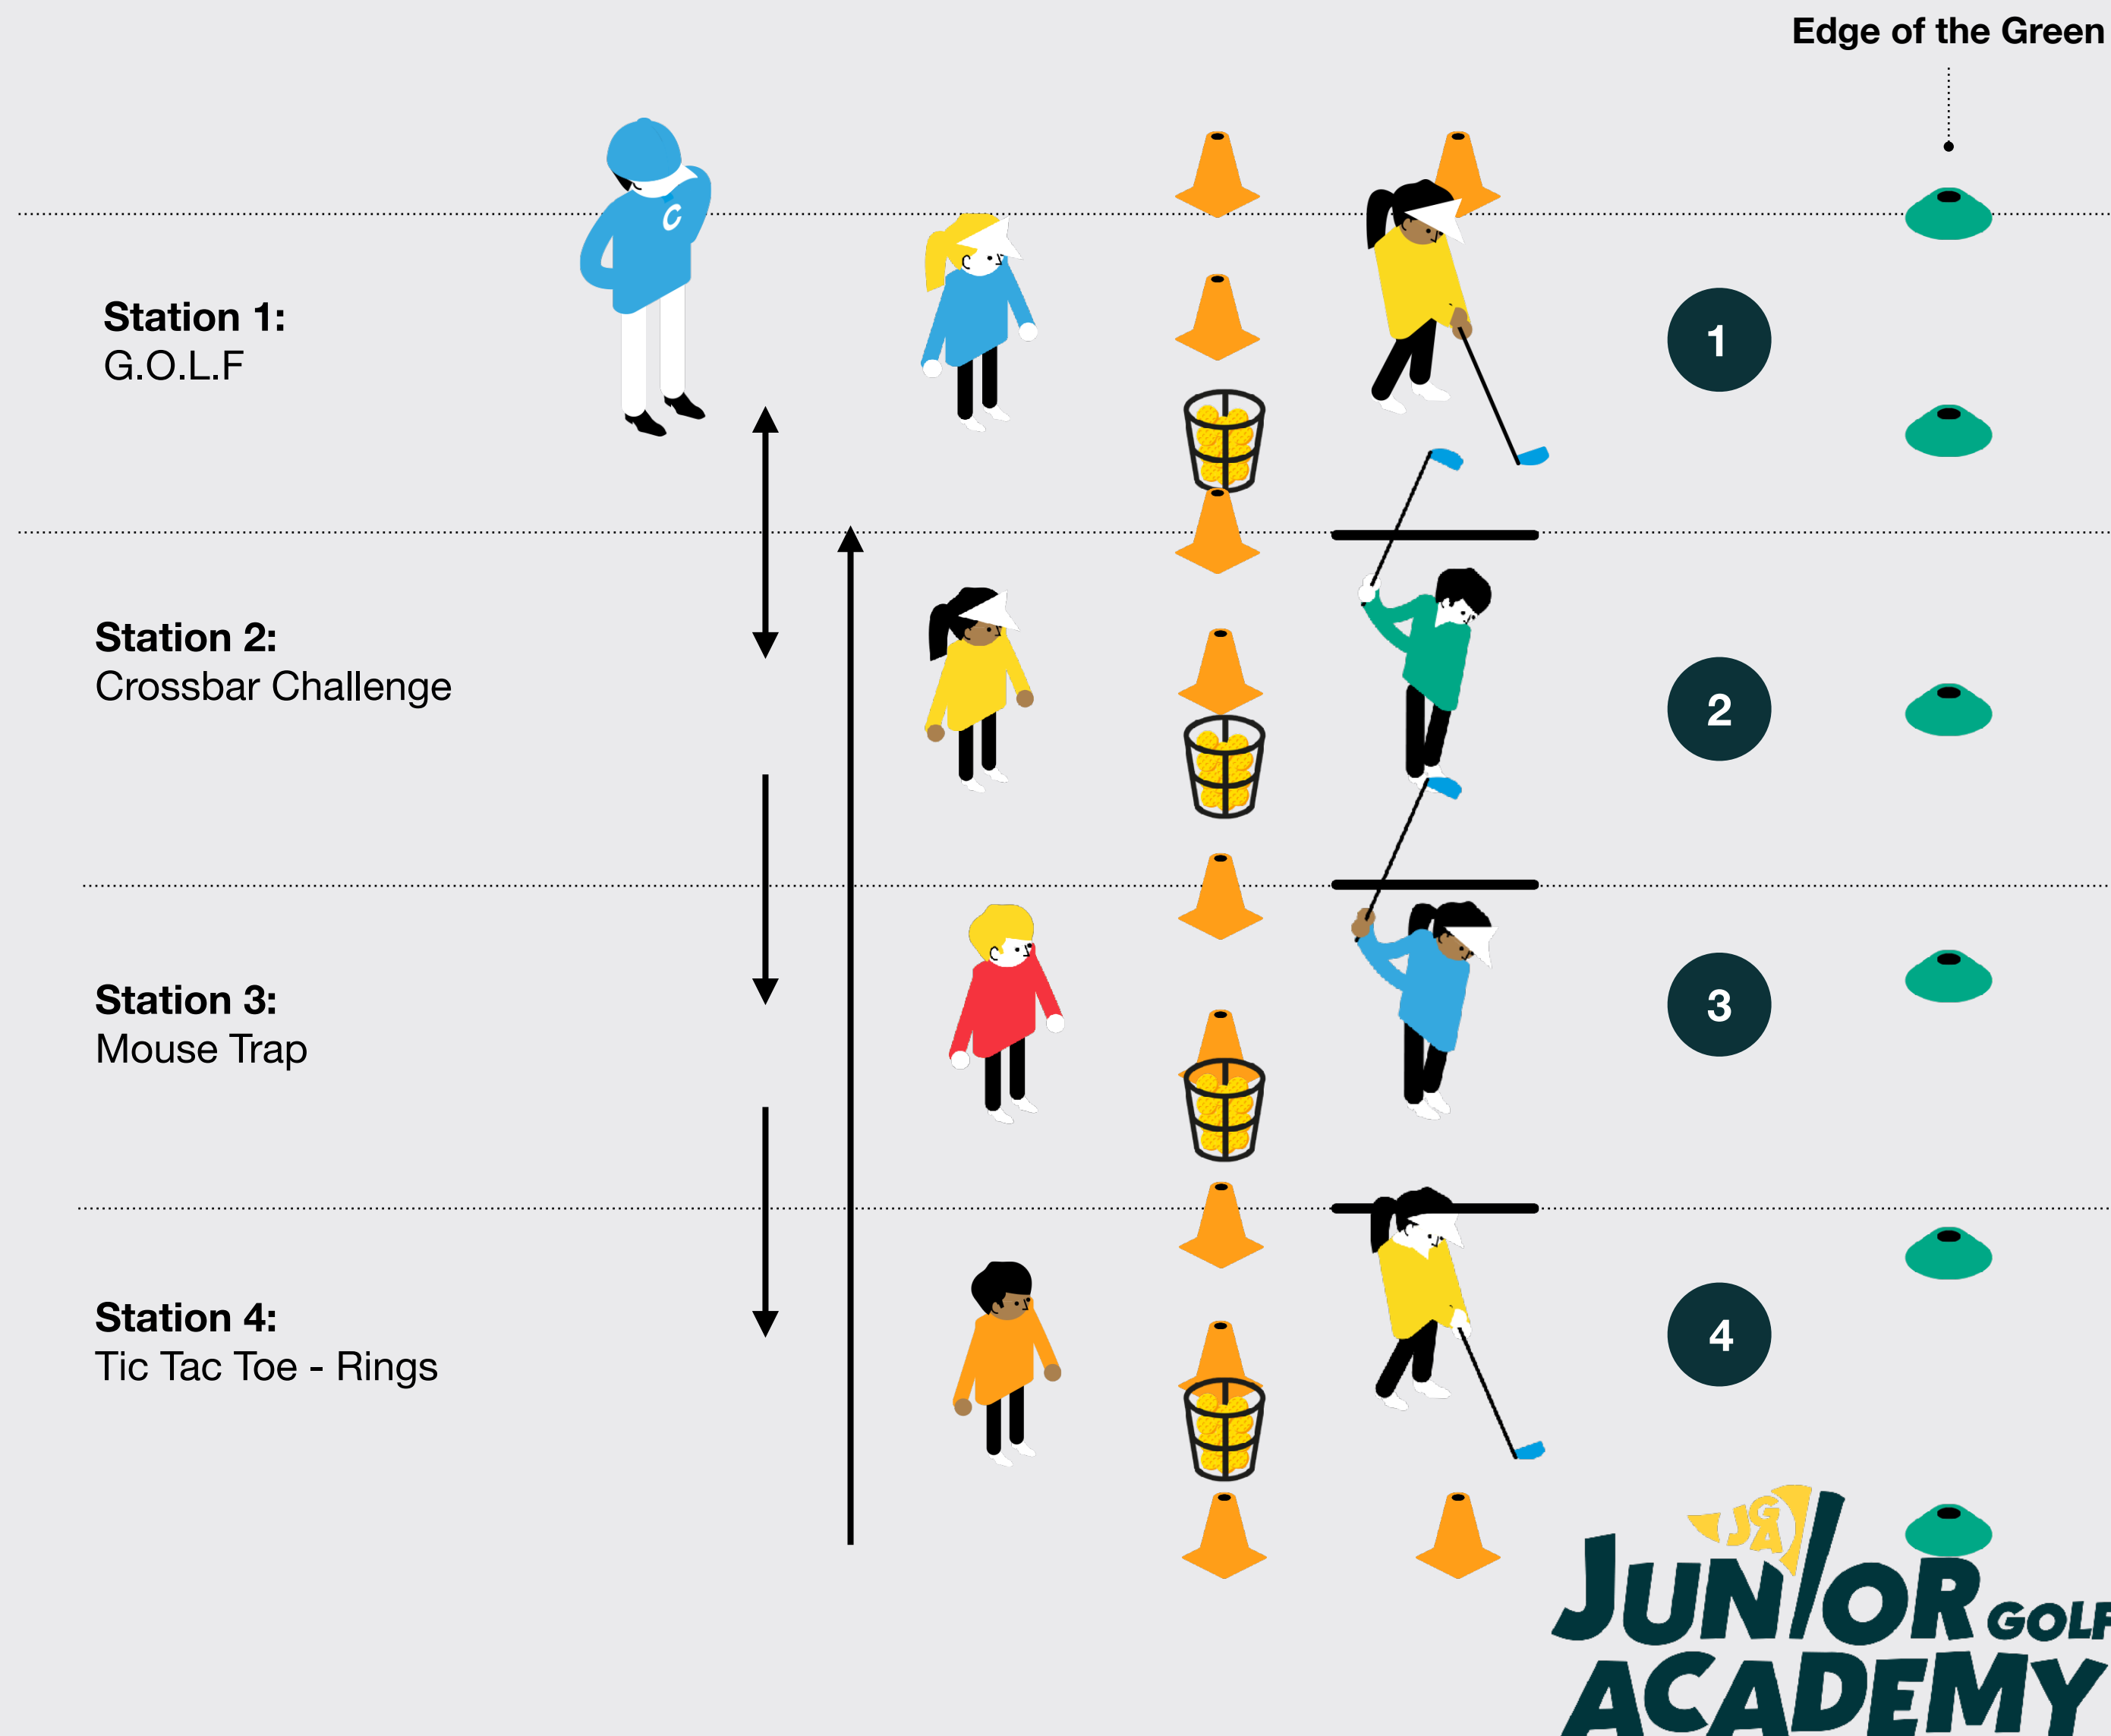 Edge of the Green
C
Station 1:
G.O.L.F
1
Station 2:
Crossbar Challenge
2
Station 3:
Mouse Trap
3
Station 4:
Tic Tac Toe - Rings
4
JGA
JUNIOR GOLF
ACADEMY